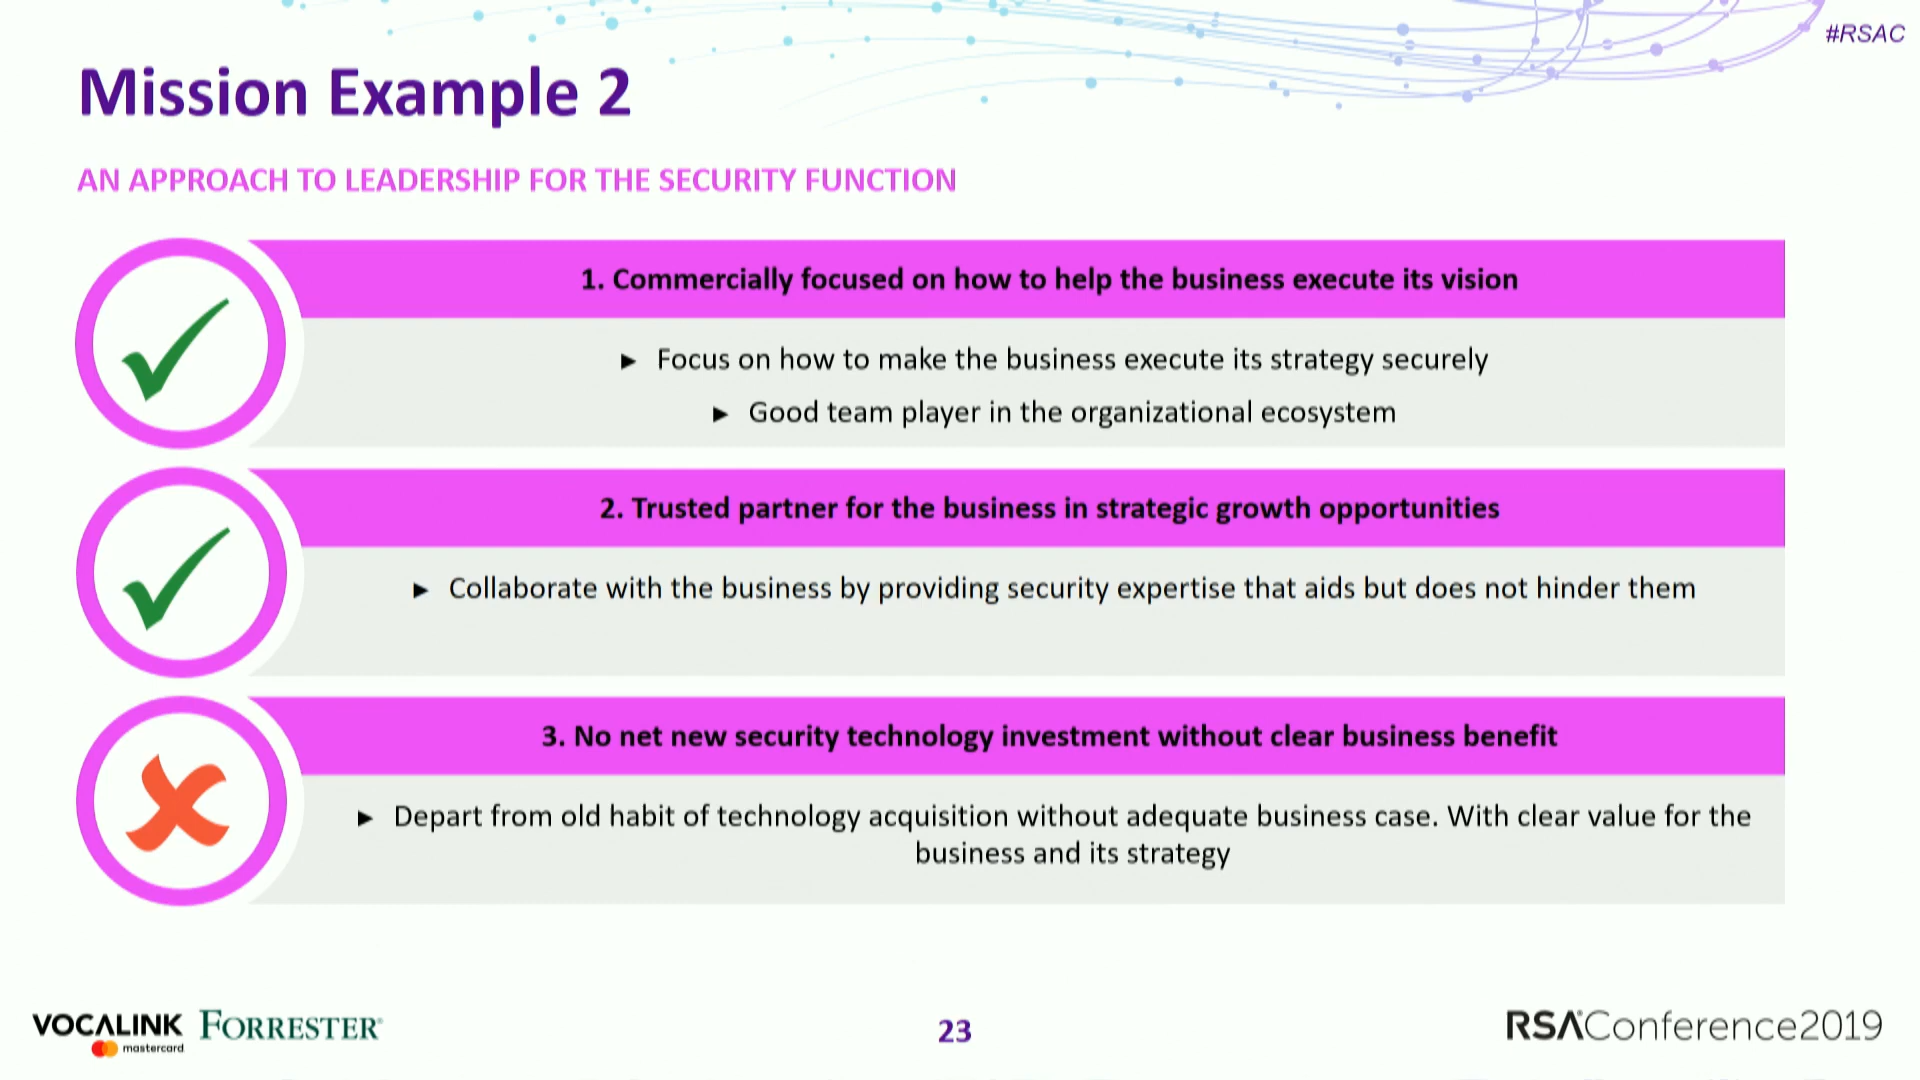 #RSAC
Mission Example 2
AN APPROACH TO LEADERSHIP FOR THE SECURITY FUNCTION
1. Commercially focused on how to help the business execute its vision
► Focus on how to make the business execute its strategy securely
► Good team player in the organizational ecosystem
2. Trusted partner for the business in strategic growth opportunities
► Collaborate with the business by providing security expertise that aids but does not hinder them
3. No net new security technology investment without clear business benefit
► Depart from old habit of technology acquisition without adequate business case. With clear value for the
business and its strategy
VOCALINK
mastercard
FORRESTER®
23
RSAConference2019